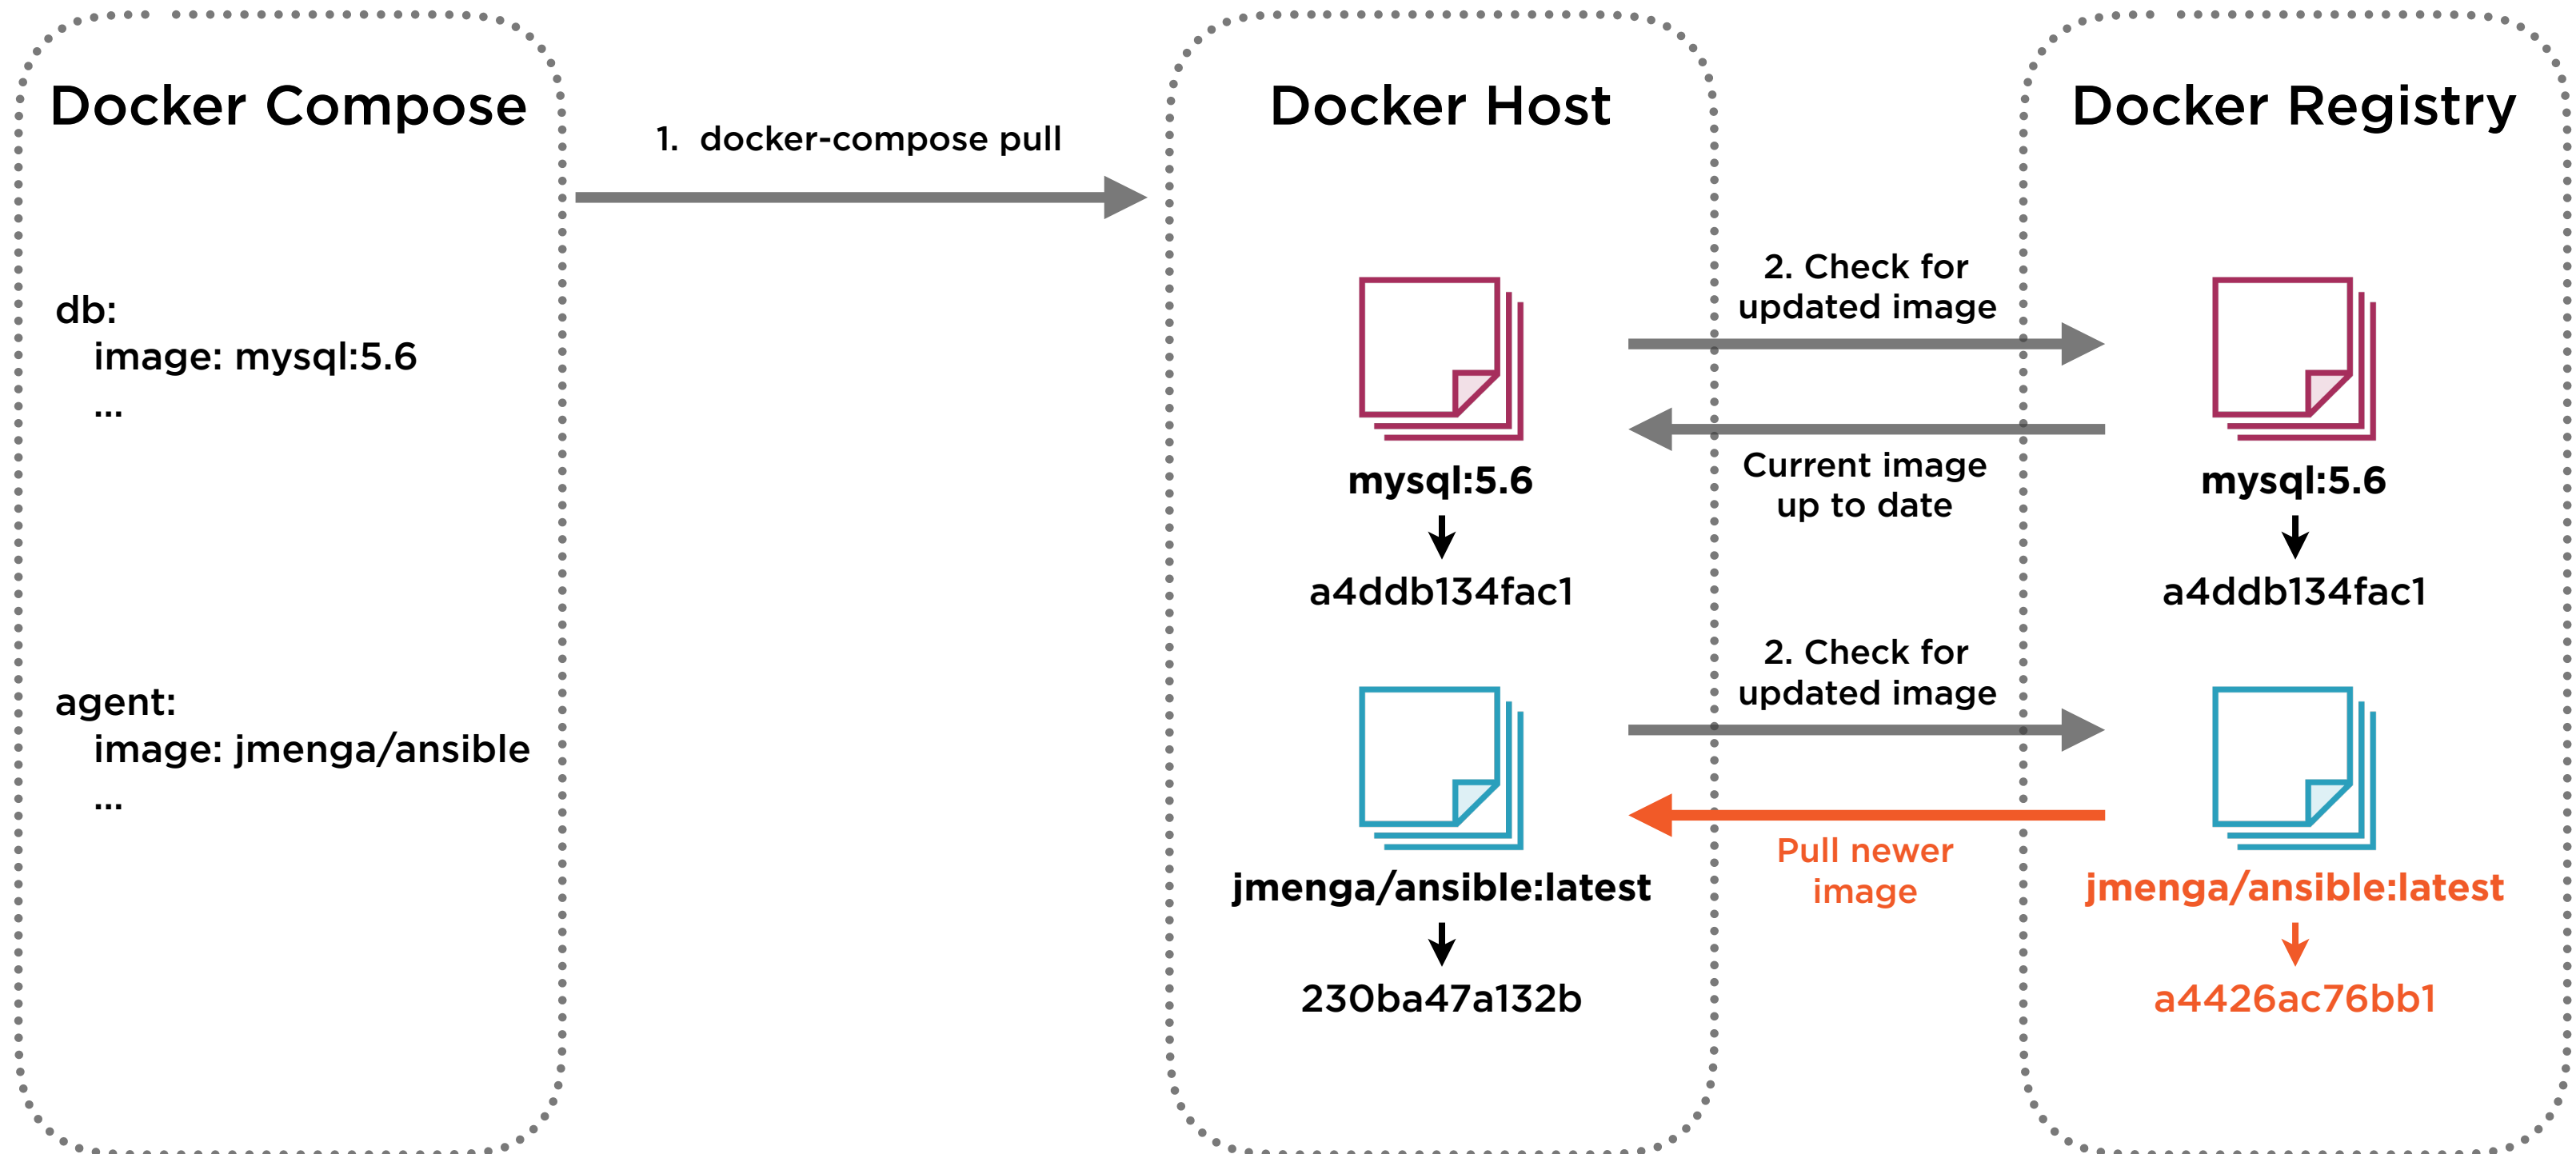 Docker Compose
db:
image: mysql:5.6
...
agent:
image: jmenga/ansible
...
1. docker-compose pull
Docker Host
mysql:5.6
a4ddb134fac1
jmenga/ansible:latest
230ba47a132b
2. Check for
updated image
Current image
up to date
2. Check for
updated image
Pull newer
image
Docker Registry
mysql:5.6
a4ddb134fac1
jmenga/ansible:latest
a4426ac76bb1